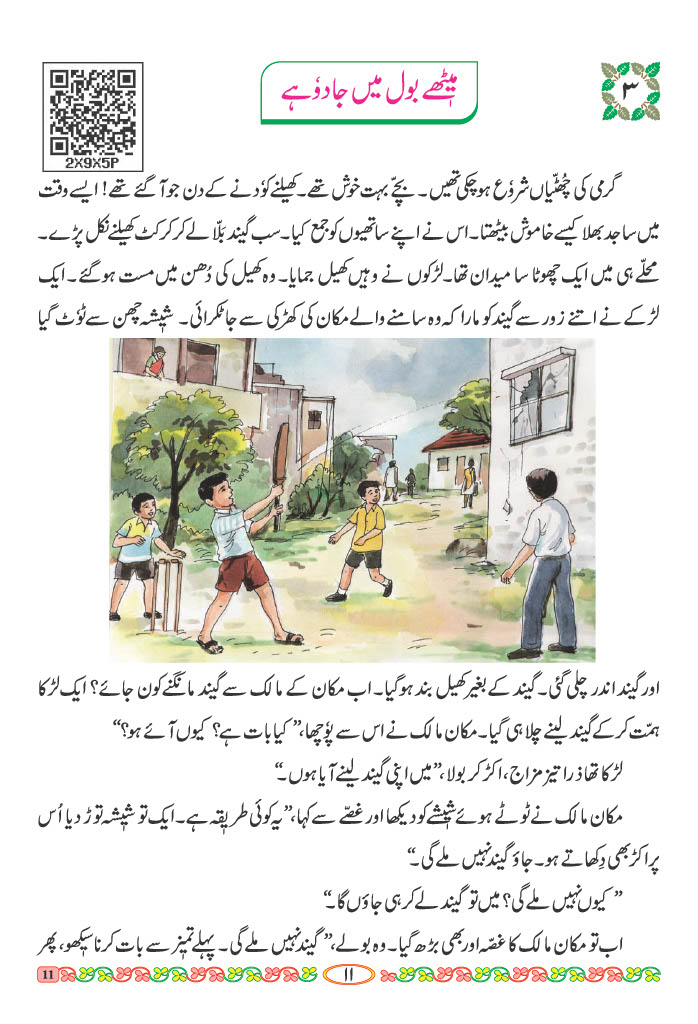 ۳
میٹھے بول میں جادوٗ ہے
2X9X5P
گرمی کی چُھٹیّاں شروٗع ہو چکی تھیں۔ بچّے بہت خوش تھے۔ کھیلنے کوٗدنے کے دن جو آ گئے تھے! ایسے وقت
میں ساجد بھلا کیسے خاموش بیٹھتا۔ اس نے اپنے ساتھیوں کو جمع کیا۔ سب گیند بلّا لے کر کرکٹ کھیلنے نکل پڑے۔
محلّے ہی میں ایک چھوٹا سا میدان تھا۔ لڑکوں نے وہیں کھیل جمایا۔ وہ کھیل کی دُھن میں مست ہو گئے۔ ایک
لڑکے نے اتنے زور سے گیند کو مارا کہ وہ سامنے والے مکان کی کھڑکی سے جا ٹکرائی۔ شیشہ چھن سے ٹوٗٹ گیا
اور گیند اندر چلی گئی۔ گیند کے بغیر کھیل بند ہو گیا۔ اب مکان کے مالک سے گیند مانگنے کون جائے؟ ایک لڑکا
ہمّت کر کے گیند لینے چلا ہی گیا۔ مکان مالک نے اس سے پوٗچھا، ”کیا بات ہے؟ کیوں آئے ہو؟“
لڑکا تھا ذرا تیز مزاج، اکڑ کر بولا، ”میں اپنی گیند لینے آیا ہوں۔“
مکان مالک نے ٹوٹے ہوئے شیشے کو دیکھا اور غصّے سے کہا، ”یہ کوئی طریقہ ہے۔ ایک تو شیشہ توڑ دیا اُس
پر اکڑ بھی دِکھاتے ہو۔ جاؤ گیند نہیں ملے گی۔“
”کیوں نہیں ملے گی؟ میں تو گیند لے کر ہی جاؤں گا۔“
اب تو مکان مالک کا غصّہ اور بھی بڑھ گیا۔ وہ بولے، ”گیند نہیں ملے گی۔ پہلے تمیز سے بات کرنا سیکھو، پھر
11
۱۱